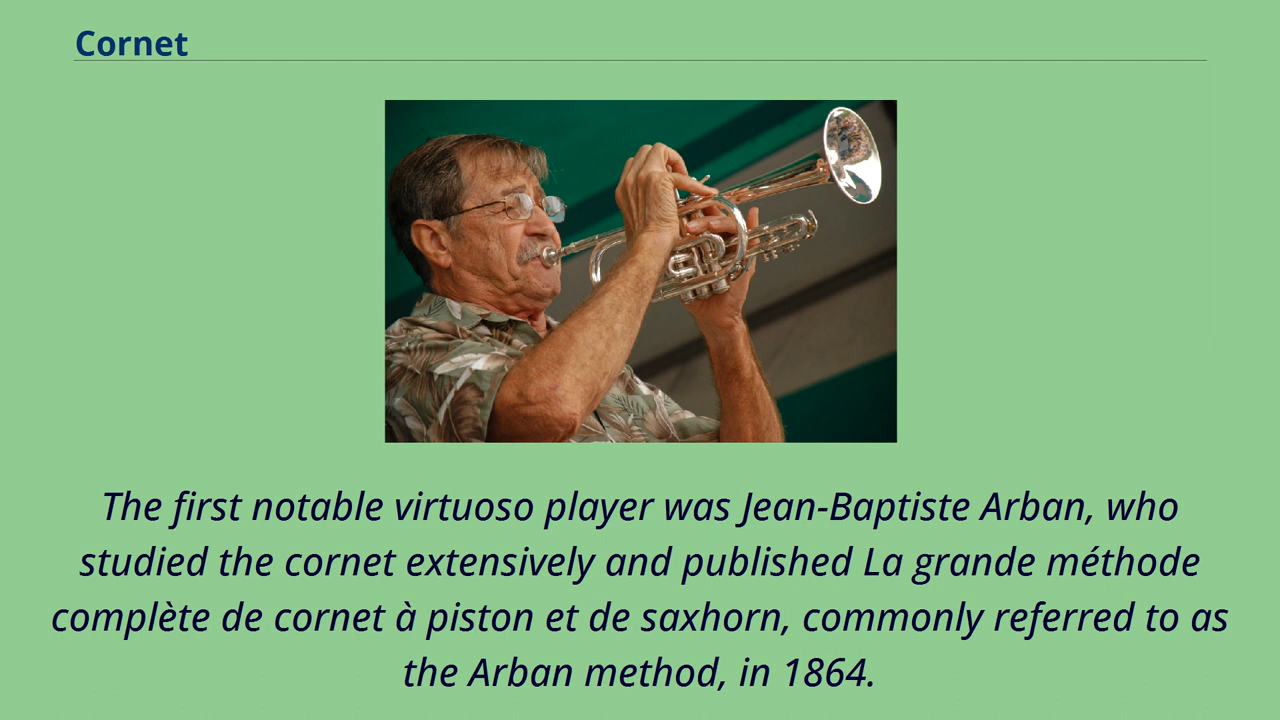 Cornet
The first notable virtuoso player was Jean-Baptiste Arban, who
studied the cornet extensively and published La grande méthode
complète de cornet à piston et de saxhorn, commonly referred to as
the Arban method, in 1864.